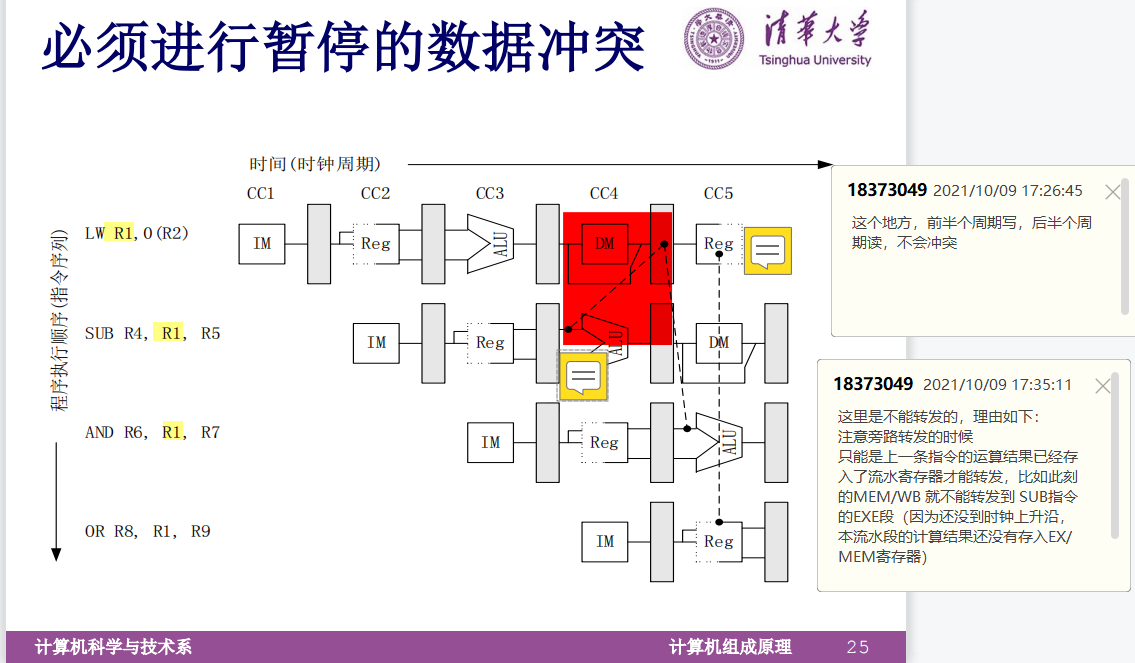 必须进行暂停的数据冲突
清华大学
Tsinghua University
时间(时钟周期)
CC1 CC2 CC3 CC4 CC5
程序执行顺序(指令序列)
LW R1,0(R2)
IM Reg ALU DM Reg
SUB R4, R1, R5
IM Reg ALU DM
AND R6, R1, R7
IM Reg ALU
OR R8, R1, R9
IM Reg
18373049 2021/10/09 17:26:45
这个地方，前半个周期写，后半个周
期读，不会冲突
18373049 2021/10/09 17:35:11
这里是不能转发的，理由如下：
注意旁路转发的时候
只能是上一条指令的运算结果已经存
入了流水寄存器才能转发，比如此刻
的MEM/WB 就不能转发到 SUB指令
的EXE段（因为还没到时钟上升沿，
本流水段的计算结果还没有存入EX/
MEM寄存器）
计算机科学与技术系
计算机组成原理
25